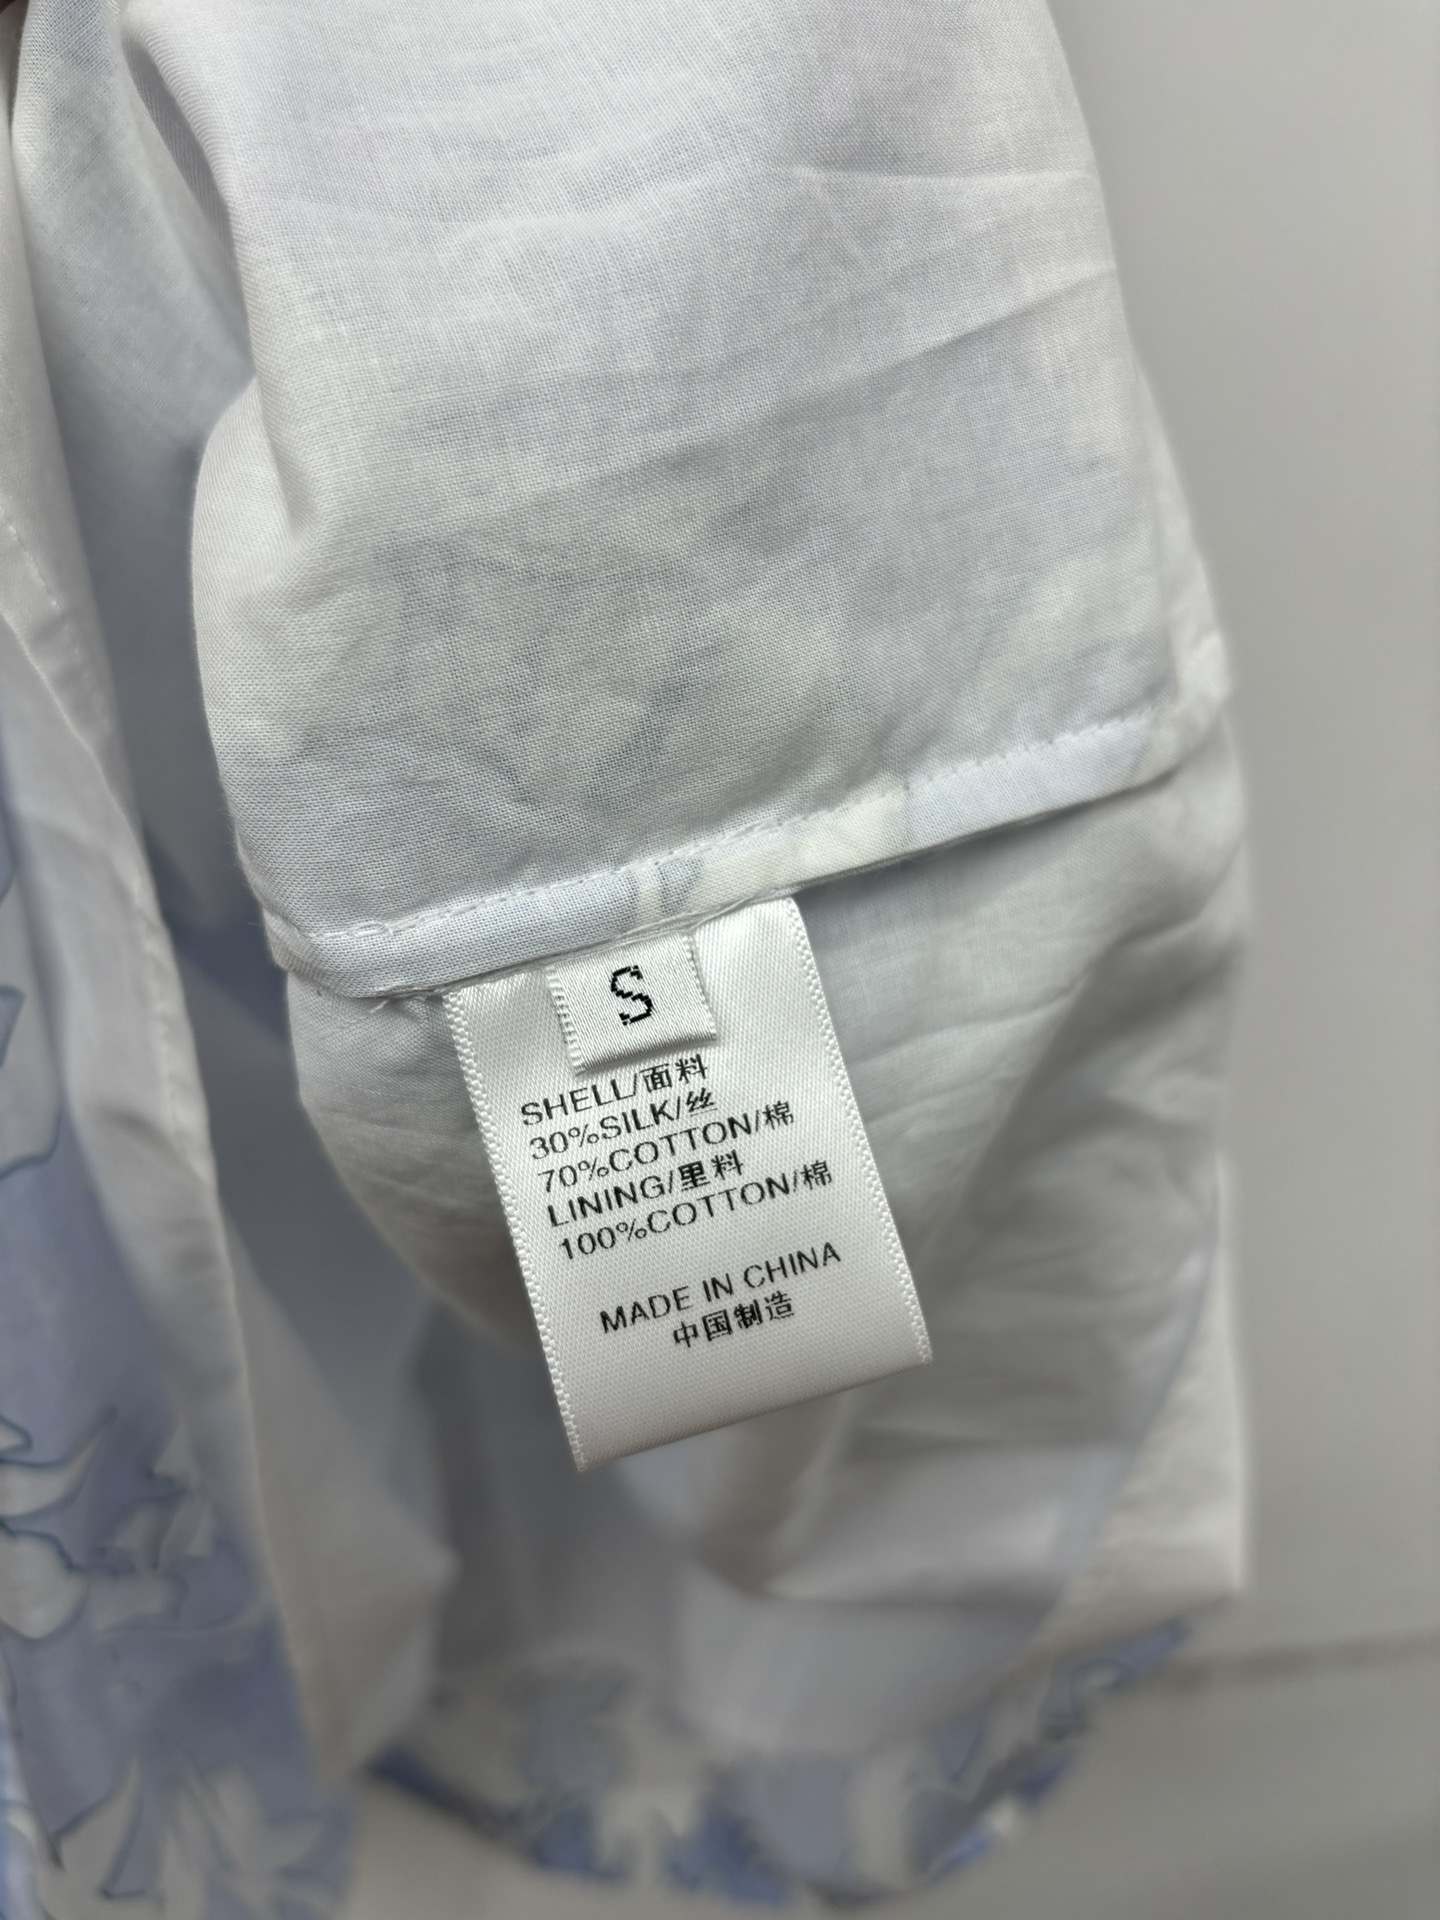 S
SHELL/面料
30%SILK/丝
70%COTTON/棉
LINING/里料
100%COTTON/棉
MADE IN CHINA
中国制造